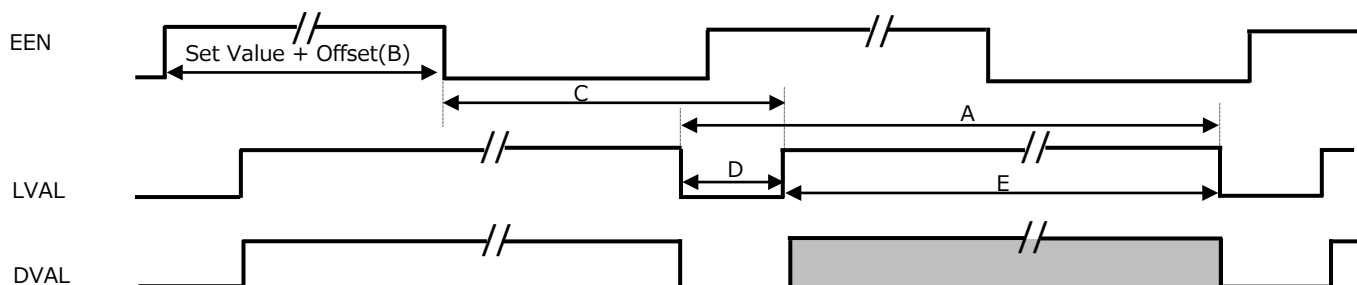 EEN
Set Value + Offset(B)
C
A
LVAL
D
E
DVAL